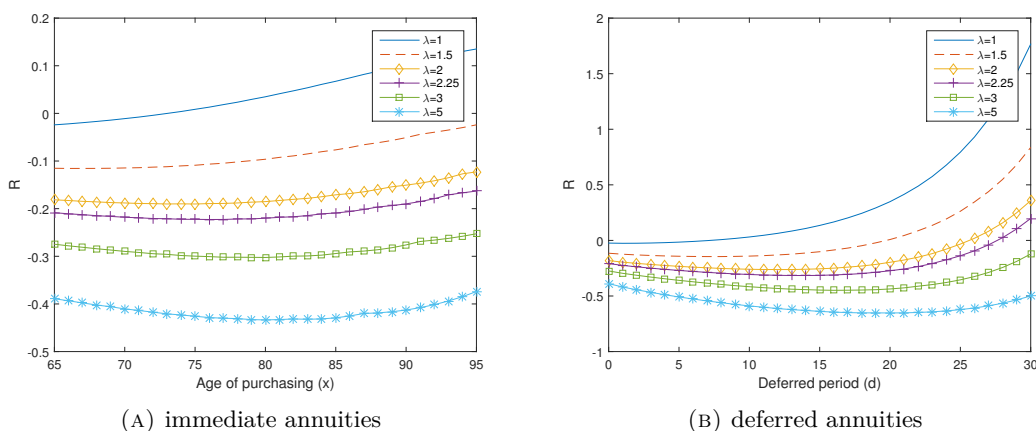 0.2
0.1
0
-0.1
-0.2
-0.3
-0.4
-0.5
R
65 70 75 80 85 90 95
Age of purchasing (x)
λ=1
λ=1.5
λ=2
λ=2.25
λ=3
λ=5
(A) immediate annuities
2
1.5
1
0.5
0
-0.5
-1
R
0 5 10 15 20 25 30
Deferred period (d)
λ=1
λ=1.5
λ=2
λ=2.25
λ=3
λ=5
(B) deferred annuities